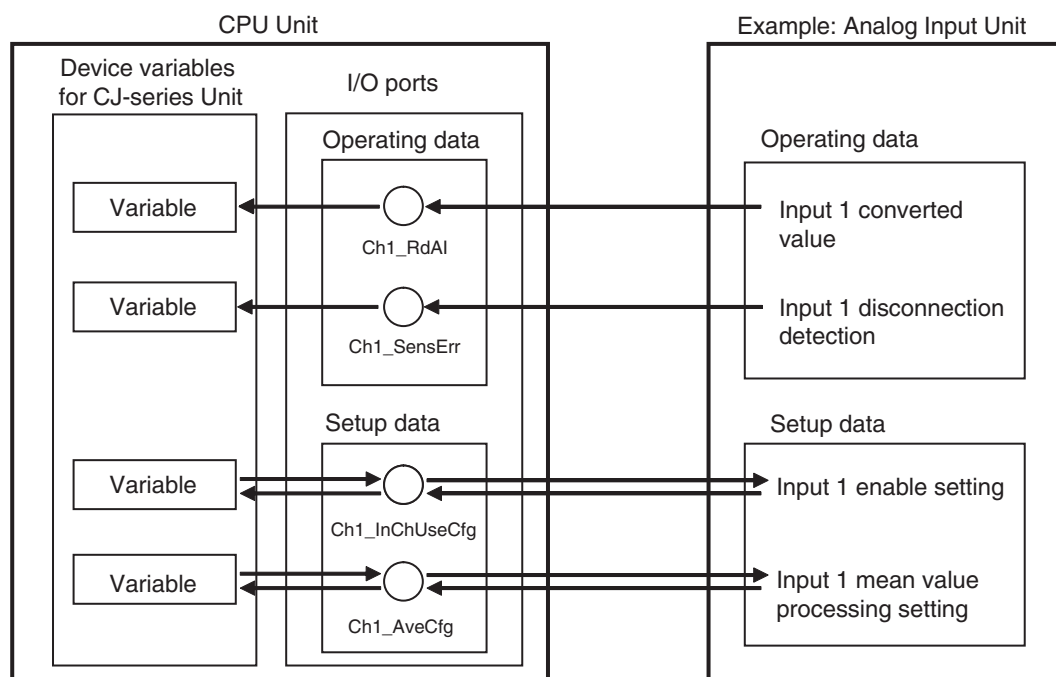 CPU Unit
Example: Analog Input Unit
Device variables
for CJ-series Unit
I/O ports
Operating data
Variable
Ch1_RdAI
Variable
Ch1_SensErr
Setup data
Variable
Ch1_InChUseCfg
Variable
Ch1_AveCfg
Operating data
Input 1 converted
value
Input 1 disconnection
detection
Setup data
Input 1 enable setting
Input 1 mean value
processing setting